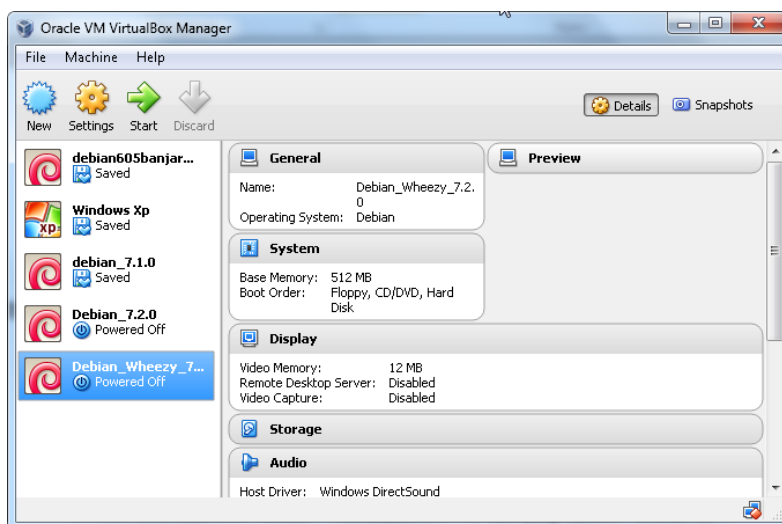 Oracle VM VirtualBox Manager
File Machine Help
New Settings Start Discard
Details Snapshots
debian605banjar...
Saved
Windows Xp
Saved
debian_7.1.0
Saved
Debian_7.2.0
Powered Off
Debian_Wheezy_7...
Powered Off
General
Name: Debian_Wheezy_7.2.
0
Operating System: Debian
System
Base Memory: 512 MB
Boot Order: Floppy, CD/DVD, Hard
Disk
Preview
Display
Video Memory: 12 MB
Remote Desktop Server: Disabled
Video Capture: Disabled
Storage
Audio
Host Driver: Windows DirectSound